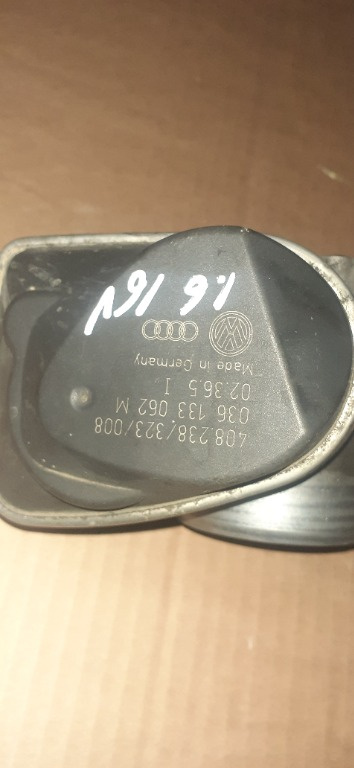 408.238/323/008
036 133 062 M
02.36.5 I
Made in Germany
1.6 16V